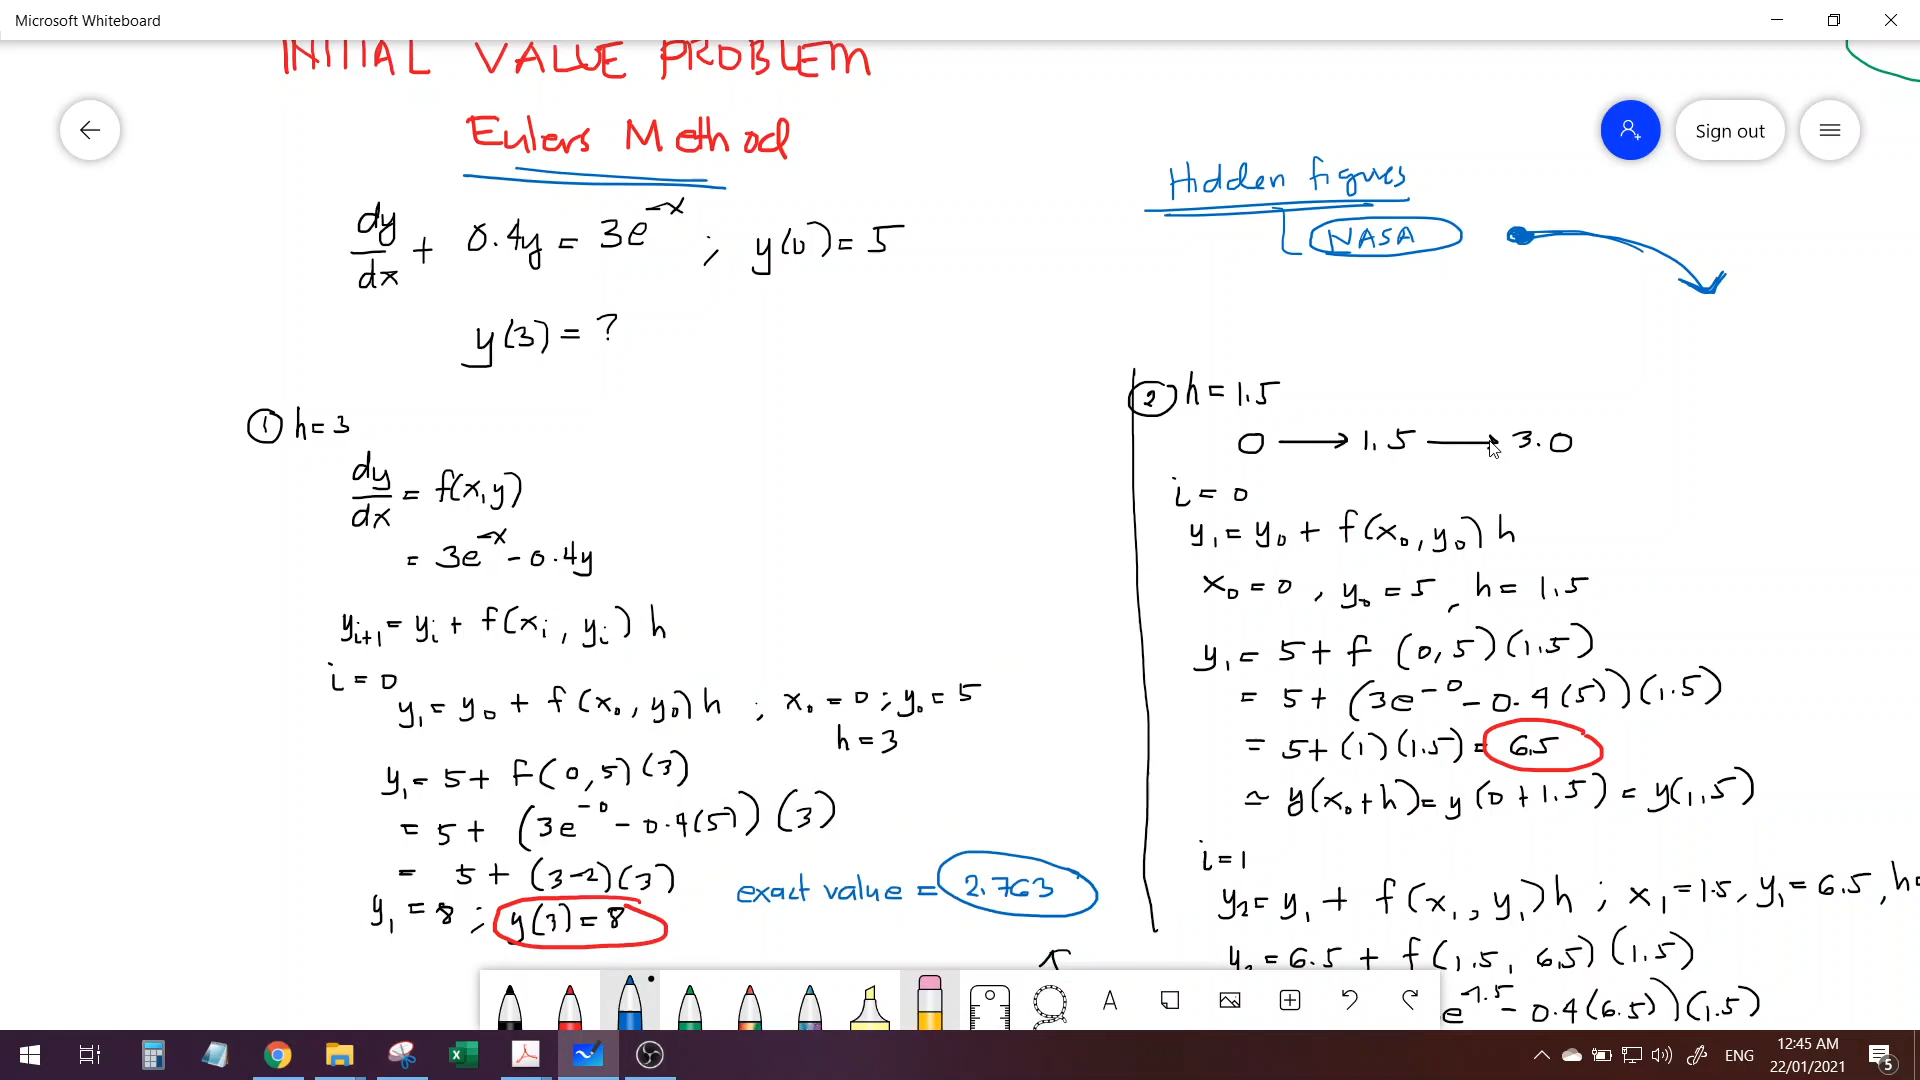 Microsoft Whiteboard
INITIAL VALUE PROBLEM
Eulers Method
dy/dx + 0.4y = 3e^-x ; y(0) = 5
y(3) = ?
Hidden figures
NASA
Sign out
① h = 3
dy/dx = f(x,y)
= 3e^-x - 0.4y
y_i+1 = y_i + f(x_i, y_i) h
i = 0
y_1 = y_0 + f(x_0, y_0) h ; x_0 = 0 ; y_0 = 5
h = 3
y_1 = 5 + f(0,5)(3)
= 5 + (3e^-0 - 0.4(5))(3)
= 5 + (3-2)(3)
y_1 = 8 ; y(3) = 8
exact value = 2.763
② h = 1.5
0 → 1.5 → 3.0
i = 0
y_1 = y_0 + f(x_0, y_0) h
x_0 = 0, y_0 = 5, h = 1.5
y_1 = 5 + f(0,5)(1.5)
= 5 + (3e^-0 - 0.4(5))(1.5)
= 5 + (1)(1.5) = 6.5
≃ y(x_0+h) = y(0+1.5) = y(1.5)
i = 1
y_2 = y_1 + f(x_1, y_1) h ; x_1 = 1.5, y_1 = 6.5, h=
y_2 = 6.5 + f(1.5, 6.5)(1.5)
e^-1.5 - 0.4(6.5))(1.5)
A
ENG
12:45 AM
22/01/2021
5